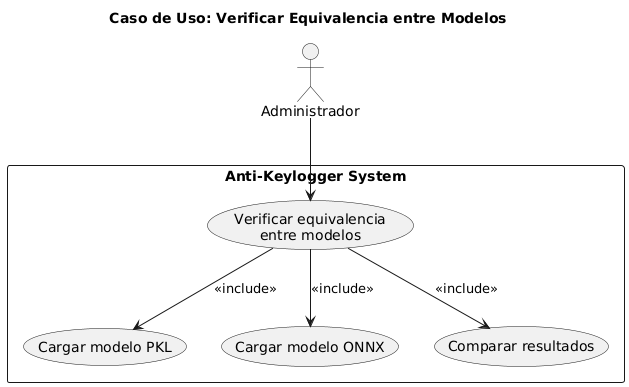 Caso de Uso: Verificar Equivalencia entre Modelos
Administrador
Anti-Keylogger System
Verificar equivalencia
entre modelos
«include»
«include»
«include»
Cargar modelo PKL
Cargar modelo ONNX
Comparar resultados